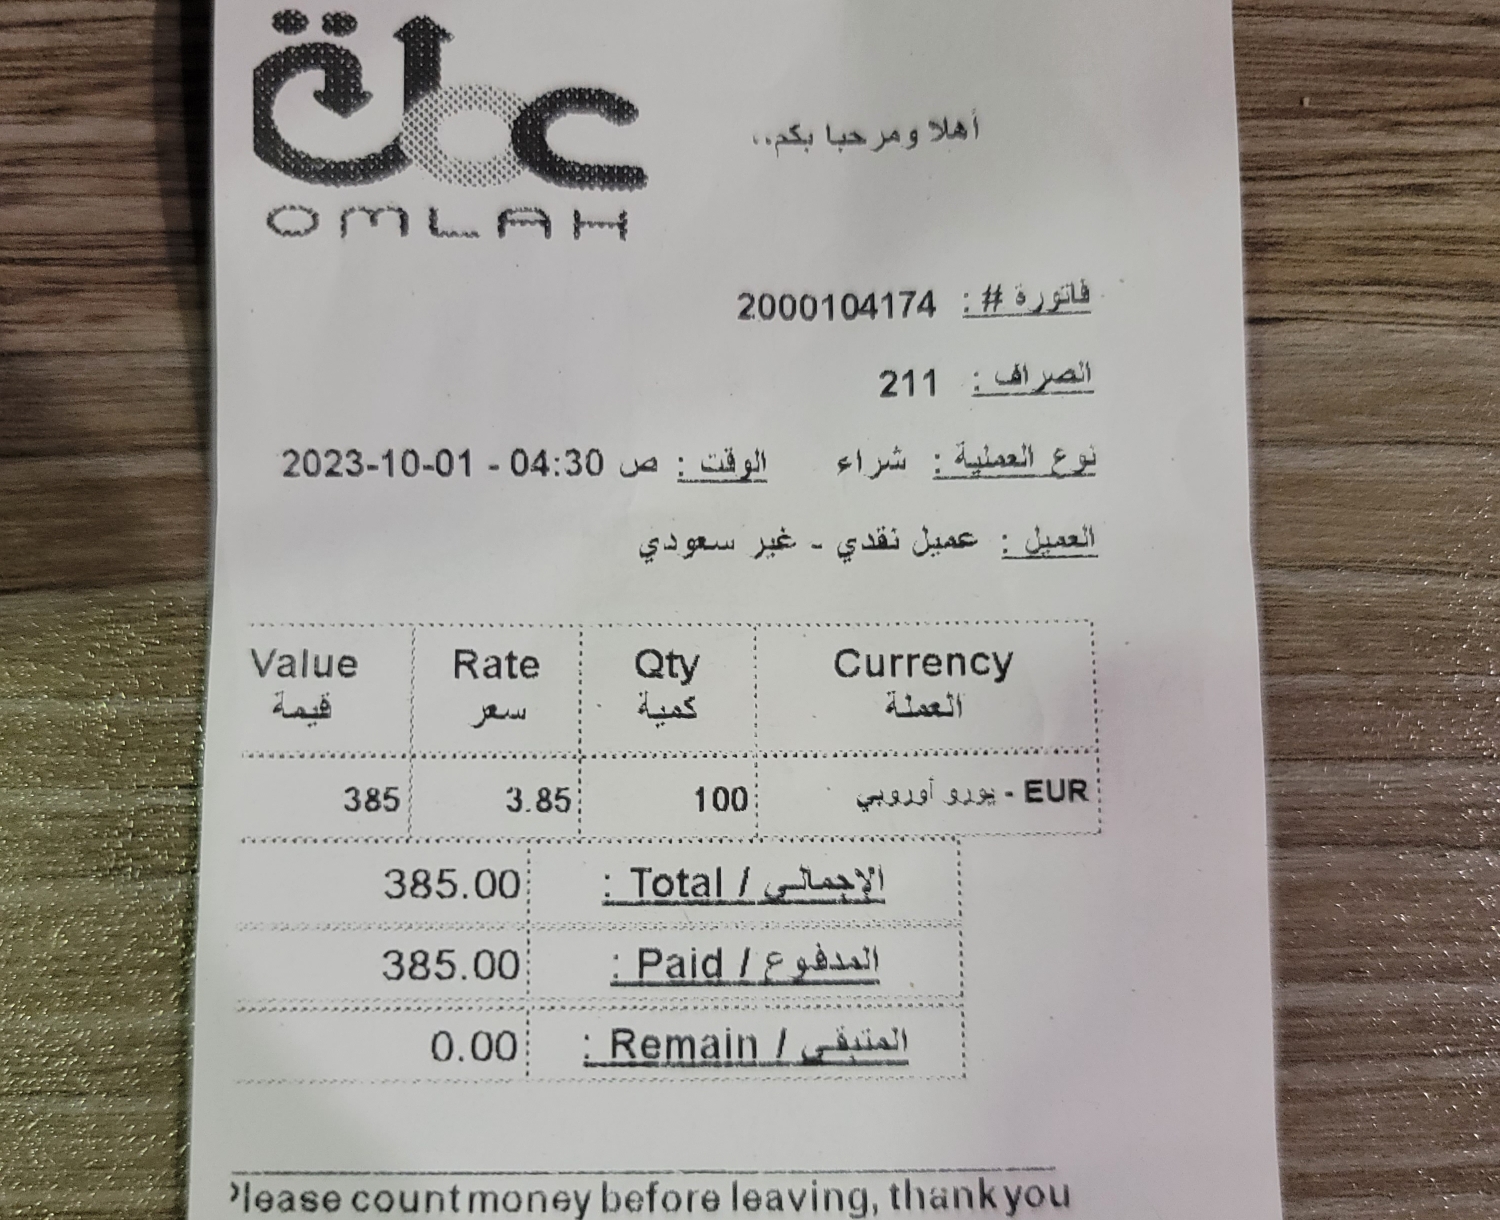 عملة
OMLAH
أهلا ومرحبا بكم..
فاتورة #: 2000104174
الصراف : 211
نوع العملية : شراء الوقت : ص 04:30 - 2023-10-01
العميل : عميل نقدي - غير سعودي
Value Rate Qty Currency
قيمة سعر كمية العملة
385 3.85 100 يورو أوروبي - EUR
385.00 : Total / الإجمالي
385.00 : Paid / المدفوع
0.00 : Remain / المتبقي
Please count money before leaving, thank you